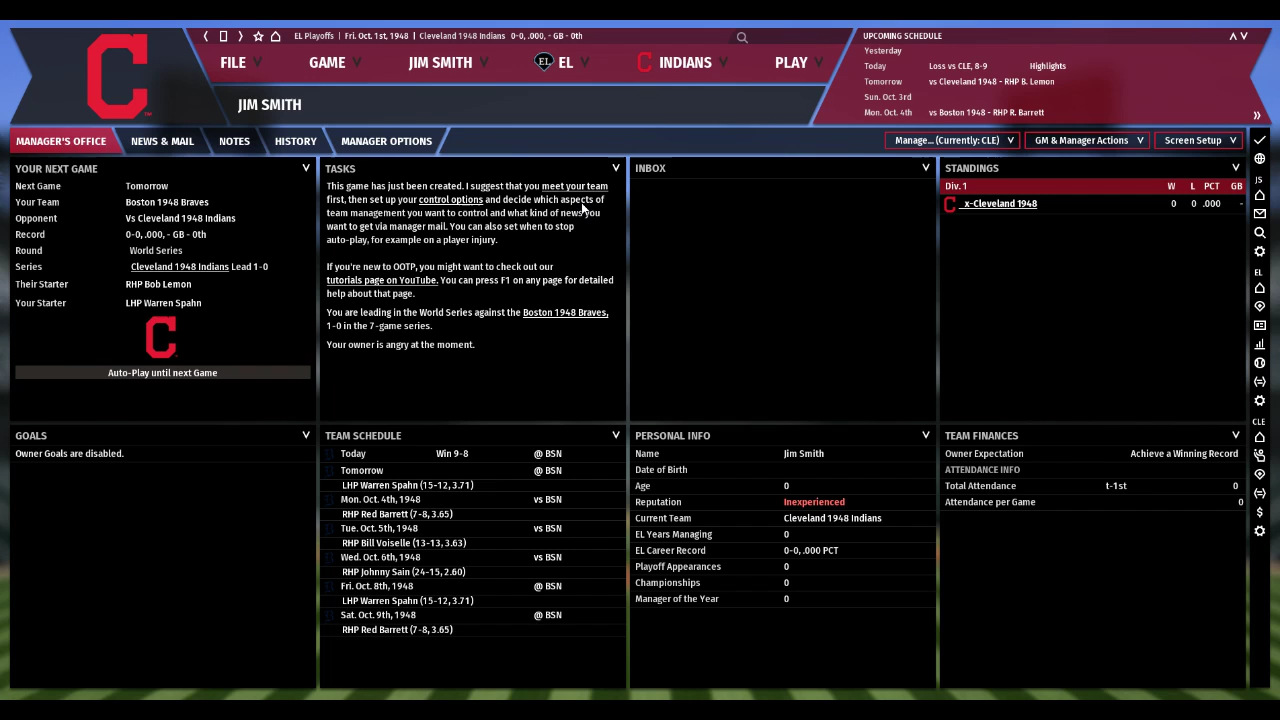 EL Playoffs | Fri. Oct. 1st, 1948 | Cleveland 1948 Indians 0-0, .000, - GB - 0th
FILE GAME JIM SMITH EL INDIANS PLAY
JIM SMITH
UPCOMING SCHEDULE
Yesterday
Today Loss vs CLE, 8-9 Highlights
Tomorrow vs Cleveland 1948 - RHP B. Lemon
Sun. Oct. 3rd
Mon. Oct. 4th vs Boston 1948 - RHP R. Barrett
MANAGER'S OFFICE NEWS & MAIL NOTES HISTORY MANAGER OPTIONS
Manage... (Currently: CLE) GM & Manager Actions Screen Setup
YOUR NEXT GAME
Next Game Tomorrow
Your Team Boston 1948 Braves
Opponent Vs Cleveland 1948 Indians
Record 0-0, .000, - GB - 0th
Round World Series
Series Cleveland 1948 Indians Lead 1-0
Their Starter RHP Bob Lemon
Your Starter LHP Warren Spahn
C
Auto-Play until next Game
TASKS
This game has just been created. I suggest that you meet your team
first, then set up your control options and decide which aspects of
team management you want to control and what kind of news you
want to get via manager mail. You can also set when to stop
auto-play, for example on a player injury.
If you're new to OOTP, you might want to check out our
tutorials page on YouTube. You can press F1 on any page for detailed
help about that page.
You are leading in the World Series against the Boston 1948 Braves,
1-0 in the 7-game series.
Your owner is angry at the moment.
INBOX
STANDINGS
Div. 1 W L PCT GB
x-Cleveland 1948 0 0 .000 -
GOALS
Owner Goals are disabled.
TEAM SCHEDULE
Today Win 9-8 @ BSN
Tomorrow @ BSN
LHP Warren Spahn (15-12, 3.71)
Mon. Oct. 4th, 1948 vs BSN
RHP Red Barrett (7-8, 3.65)
Tue. Oct. 5th, 1948 vs BSN
RHP Bill Voiselle (13-13, 3.63)
Wed. Oct. 6th, 1948 vs BSN
RHP Johnny Sain (24-15, 2.60)
Fri. Oct. 8th, 1948 @ BSN
LHP Warren Spahn (15-12, 3.71)
Sat. Oct. 9th, 1948 @ BSN
RHP Red Barrett (7-8, 3.65)
PERSONAL INFO
Name Jim Smith
Date of Birth
Age 0
Reputation Inexperienced
Current Team Cleveland 1948 Indians
EL Years Managing 0
EL Career Record 0-0, .000 PCT
Playoff Appearances 0
Championships 0
Manager of the Year 0
TEAM FINANCES
Owner Expectation Achieve a Winning Record
ATTENDANCE INFO
Total Attendance t-1st 0
Attendance per Game 0
JS
EL
CLE